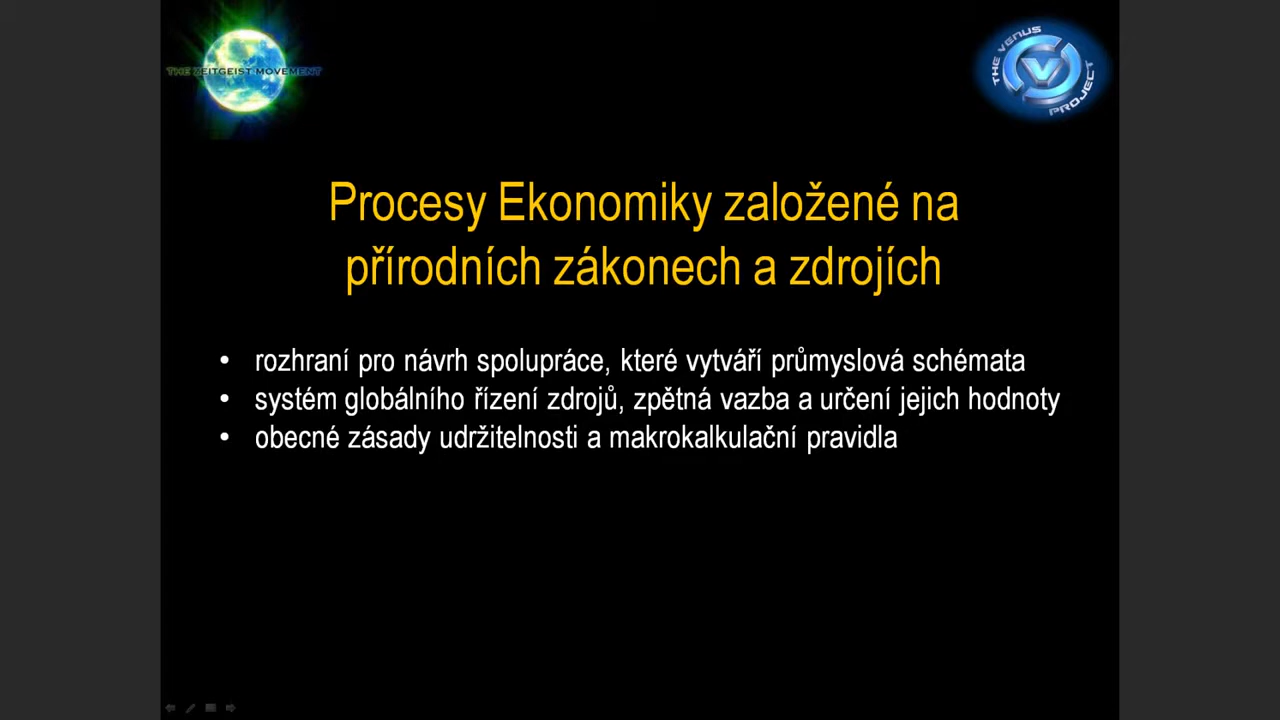 THE ZEITGEIST MOVEMENT
THE VENUS PROJECT
V
Procesy Ekonomiky založené na
přírodních zákonech a zdrojích
• rozhraní pro návrh spolupráce, které vytváří průmyslová schémata
• systém globálního řízení zdrojů, zpětná vazba a určení jejich hodnoty
• obecné zásady udržitelnosti a makrokalkulační pravidla